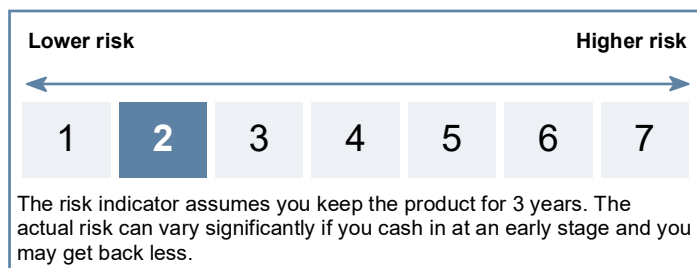 Lower risk Higher risk
1 2 3 4 5 6 7
The risk indicator assumes you keep the product for 3 years. The
actual risk can vary significantly if you cash in at an early stage and you
may get back less.